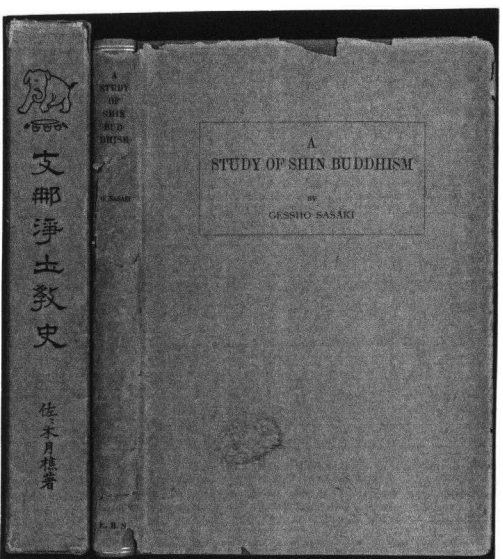 支那淨土教史
佐々木月樵著
A
STUDY
OF
SHIN
BUD-
DHISM
G. SASAKI
E. B. S.
A
STUDY OF SHIN BUDDHISM
BY
GESSHO SASAKI